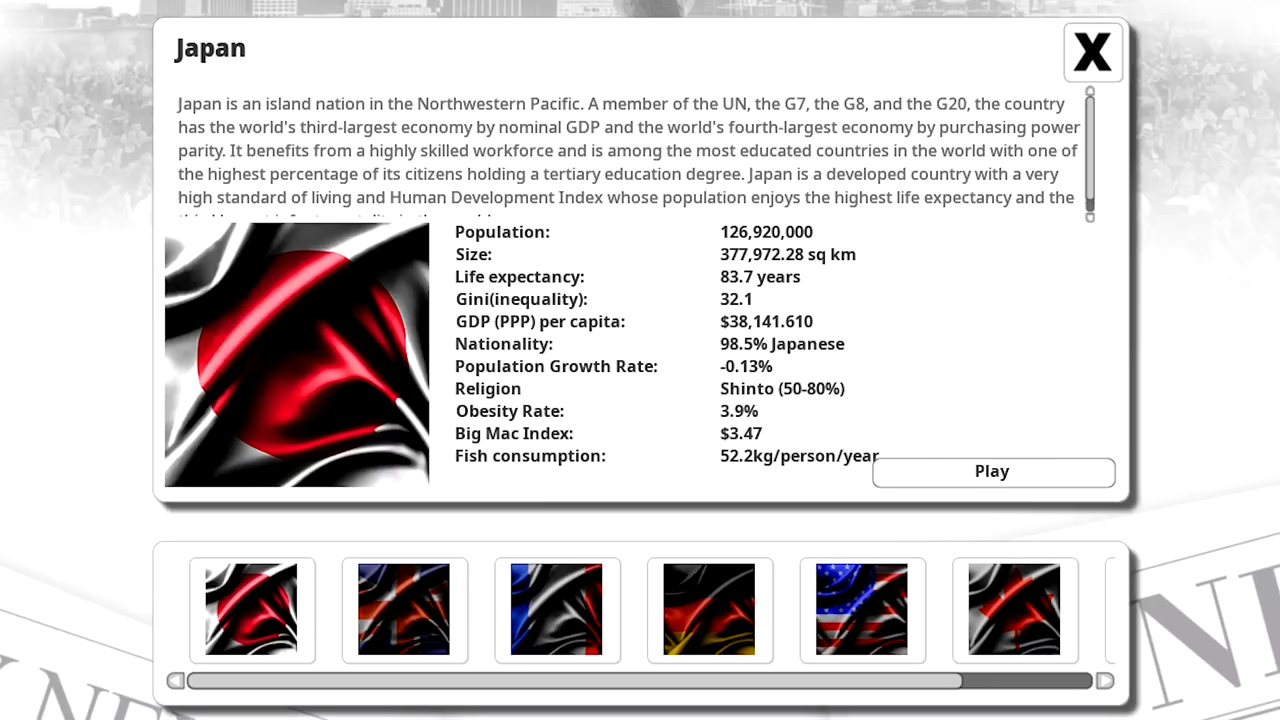 Japan
X
Japan is an island nation in the Northwestern Pacific. A member of the UN, the G7, the G8, and the G20, the country
has the world's third-largest economy by nominal GDP and the world's fourth-largest economy by purchasing power
parity. It benefits from a highly skilled workforce and is among the most educated countries in the world with one of
the highest percentage of its citizens holding a tertiary education degree. Japan is a developed country with a very
high standard of living and Human Development Index whose population enjoys the highest life expectancy and the
Population: 126,920,000
Size: 377,972.28 sq km
Life expectancy: 83.7 years
Gini(inequality): 32.1
GDP (PPP) per capita: $38,141.610
Nationality: 98.5% Japanese
Population Growth Rate: -0.13%
Religion Shinto (50-80%)
Obesity Rate: 3.9%
Big Mac Index: $3.47
Fish consumption: 52.2kg/person/year
Play